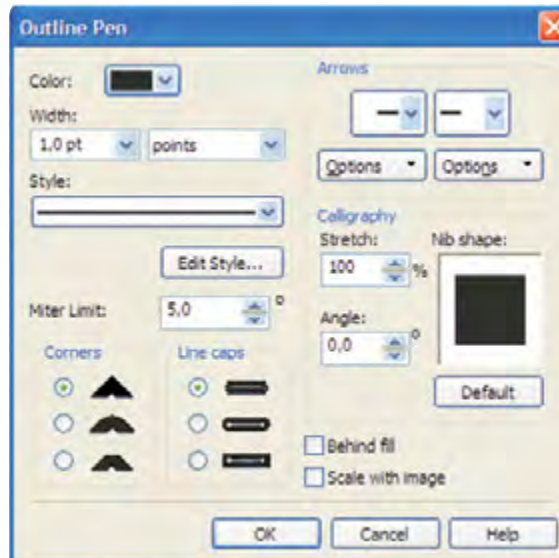 Outline Pen
Color:
Width:
1.0 pt points
Style:
Edit Style...
Miter Limit: 5,0 °
Corners Line caps
Arrows
Options Options
Calligraphy
Stretch: Nib shape:
100 %
Angle:
0,0 °
Default
Behind fill
Scale with image
OK Cancel Help